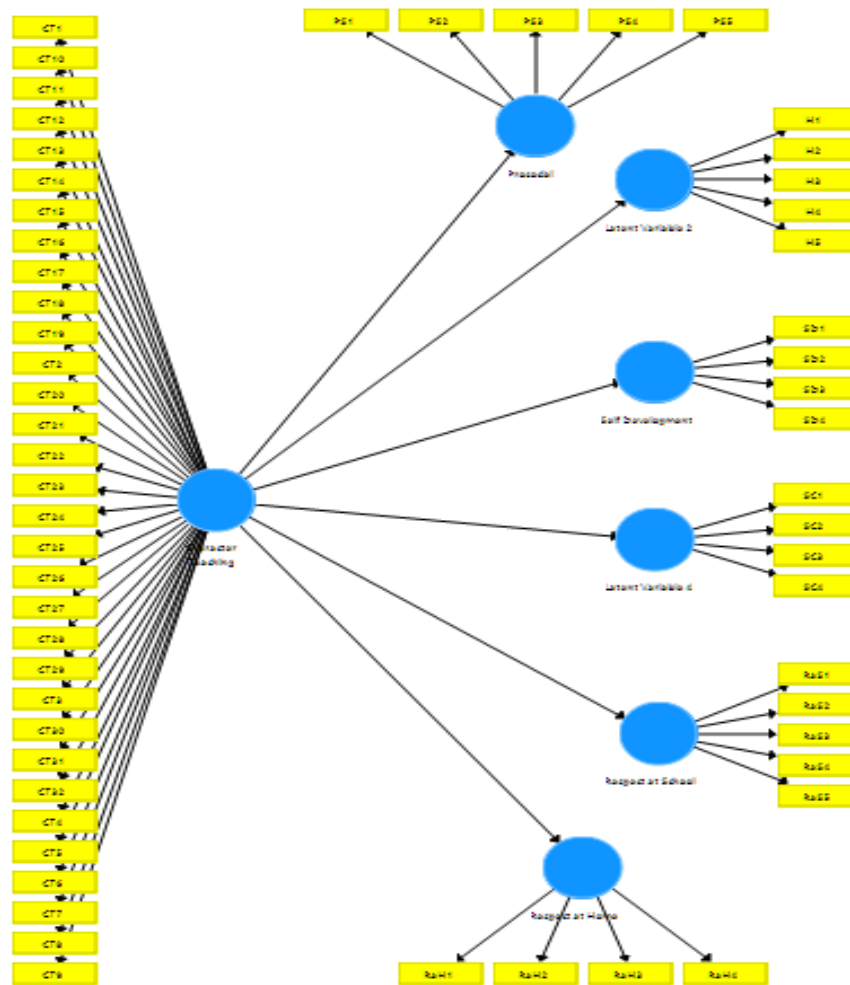 CT1
CT10
CT11
CT12
CT13
CT14
CT15
CT16
CT17
CT18
CT19
CT2
CT20
CT21
CT22
CT23
CT24
CT25
CT26
CT27
CT28
CT29
CT3
CT30
CT31
CT32
CT4
CT5
CT6
CT7
CT8
CT9
PS1 PS2 PS3 PS4 PS5
H1
H2
H3
H4
H5
Latent Variable 2
SD1
SD2
SD3
SD4
Self Development
SC1
SC2
SC3
SC4
Latent Variable 4
RaS1
RaS2
RaS3
RaS4
RaS5
Respect at School
Respect at Home
RaH1 RaH2 RaH3 RaH4